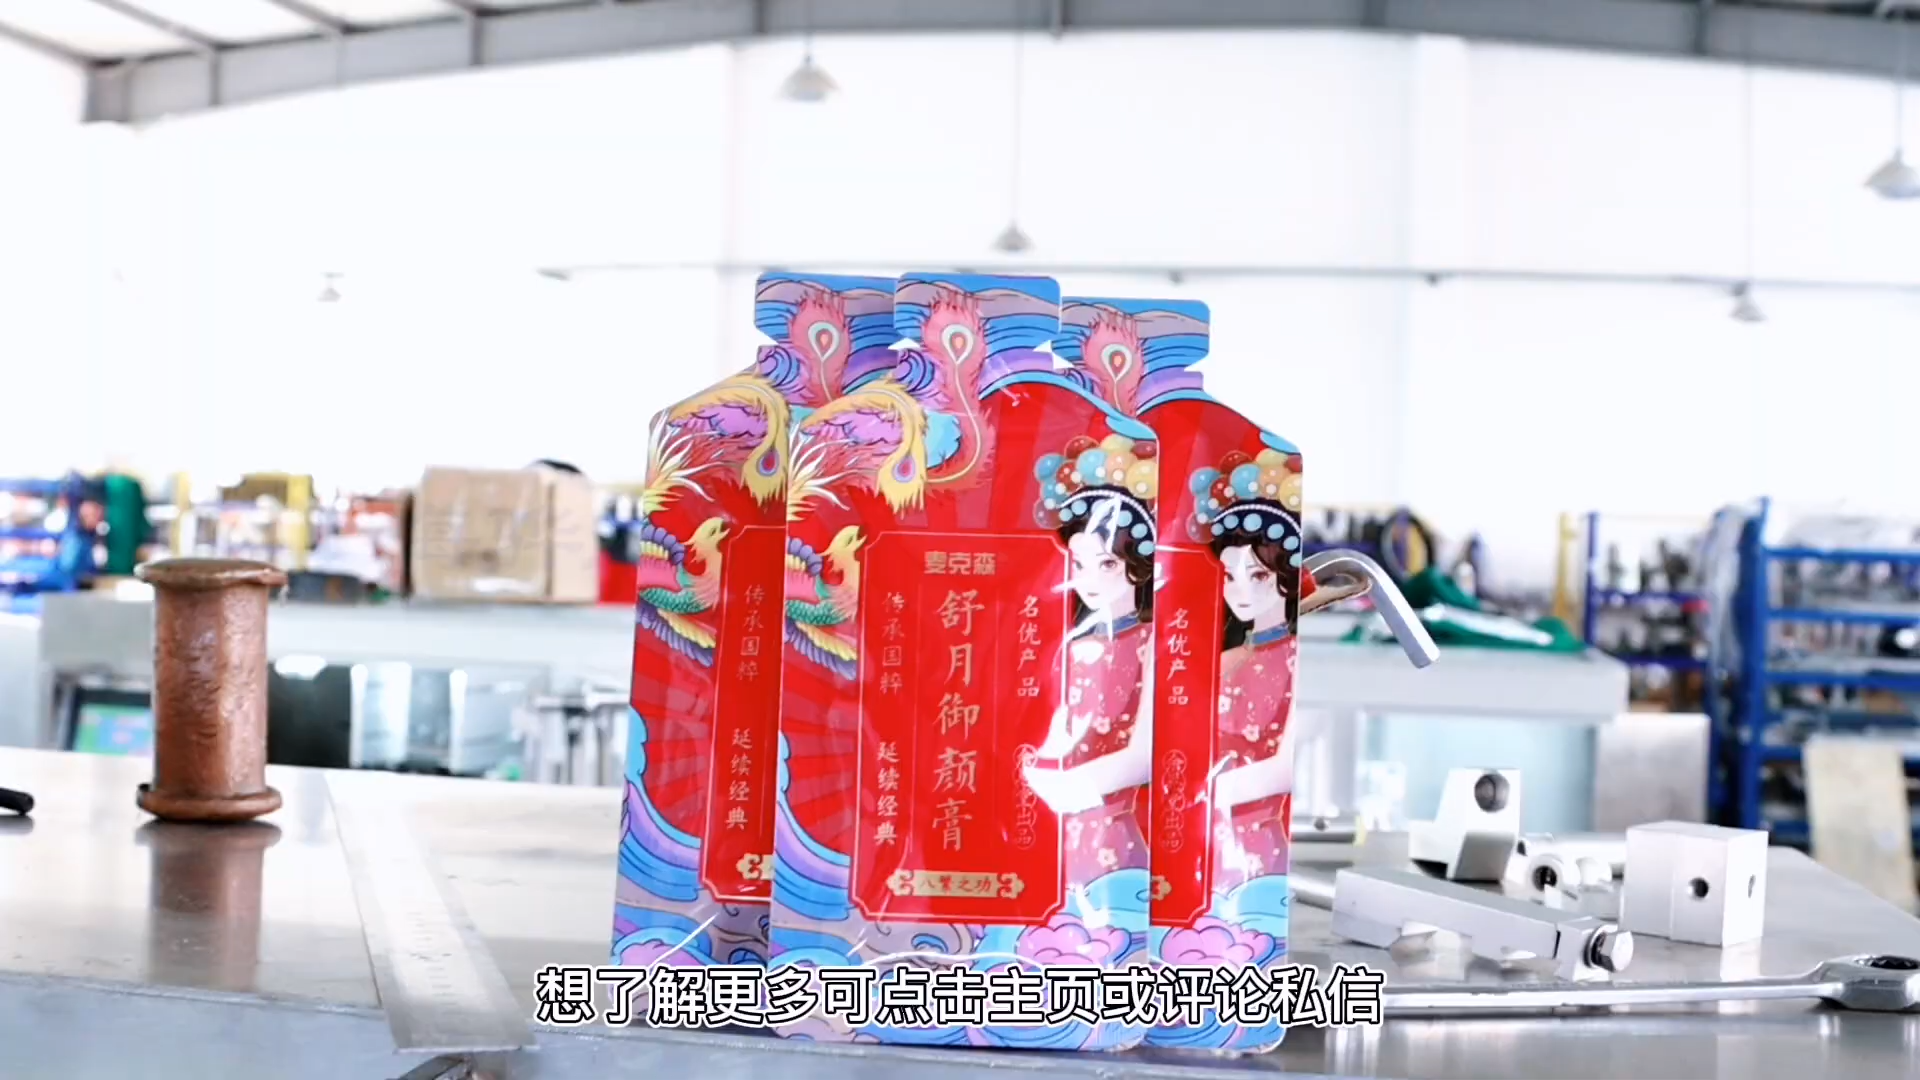 传承国粹
延续经典
麦克森
舒月御颜膏
传承国粹
延续经典
名优产品
八繁之功
名优产品
想了解更多可点击主页或评论私信